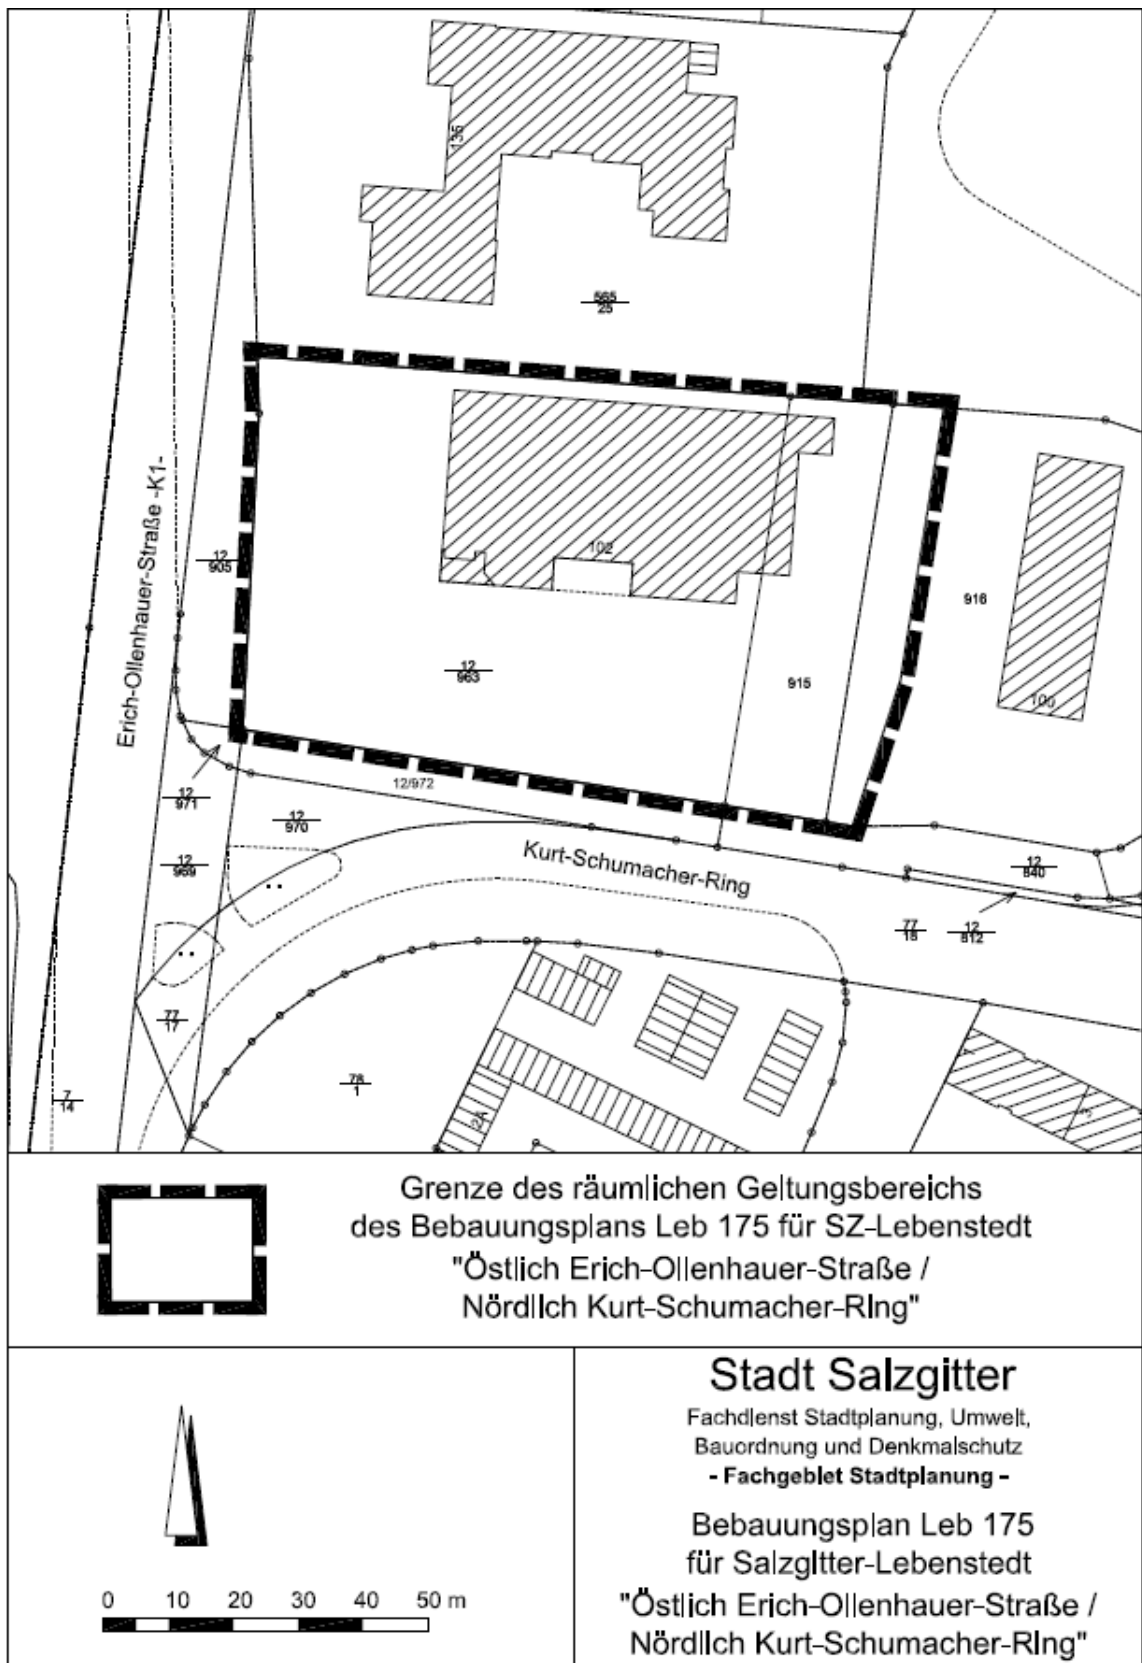 135
565
25
Erich-Ollenhauer-Straße -K1-
12
905
102
916
12
963
915
100
12/972
12
971
12
970
Kurt-Schumacher-Ring
12
969
12
840
77
18
12
812
77
17
78
1
7
14
2A
3
Grenze des räumlichen Geltungsbereichs
des Bebauungsplans Leb 175 für SZ-Lebenstedt
"Östlich Erich-Ollenhauer-Straße /
Nördlich Kurt-Schumacher-Ring"
Stadt Salzgitter
Fachdienst Stadtplanung, Umwelt,
Bauordnung und Denkmalschutz
- Fachgebiet Stadtplanung -
Bebauungsplan Leb 175
für Salzgitter-Lebenstedt
"Östlich Erich-Ollenhauer-Straße /
Nördlich Kurt-Schumacher-Ring"
0 10 20 30 40 50 m